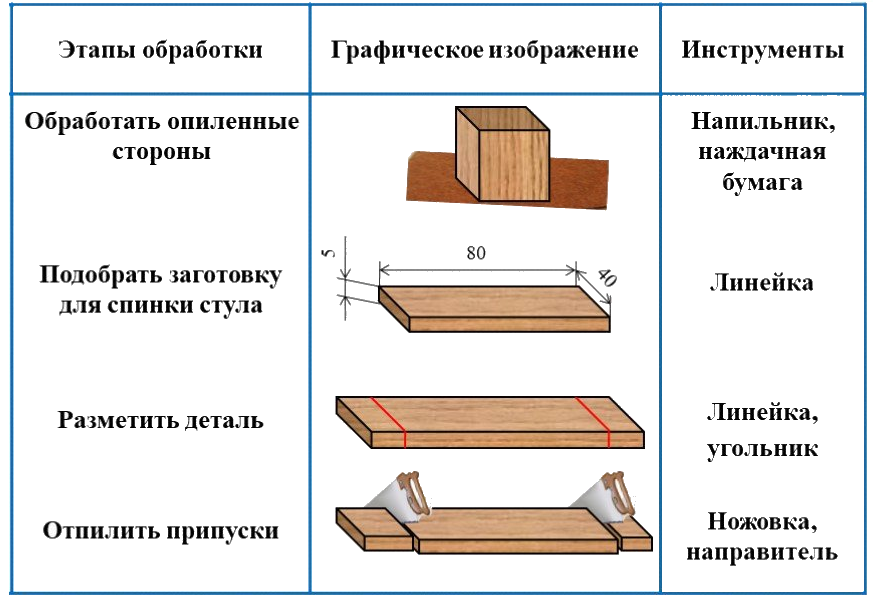 Этапы обработки
Графическое изображение
Инструменты
Обработать опиленные
стороны
Напильник,
наждачная
бумага
Подобрать заготовку
для спинки стула
5
80
40
Линейка
Разметить деталь
Линейка,
угольник
Отпилить припуски
Ножовка,
направитель